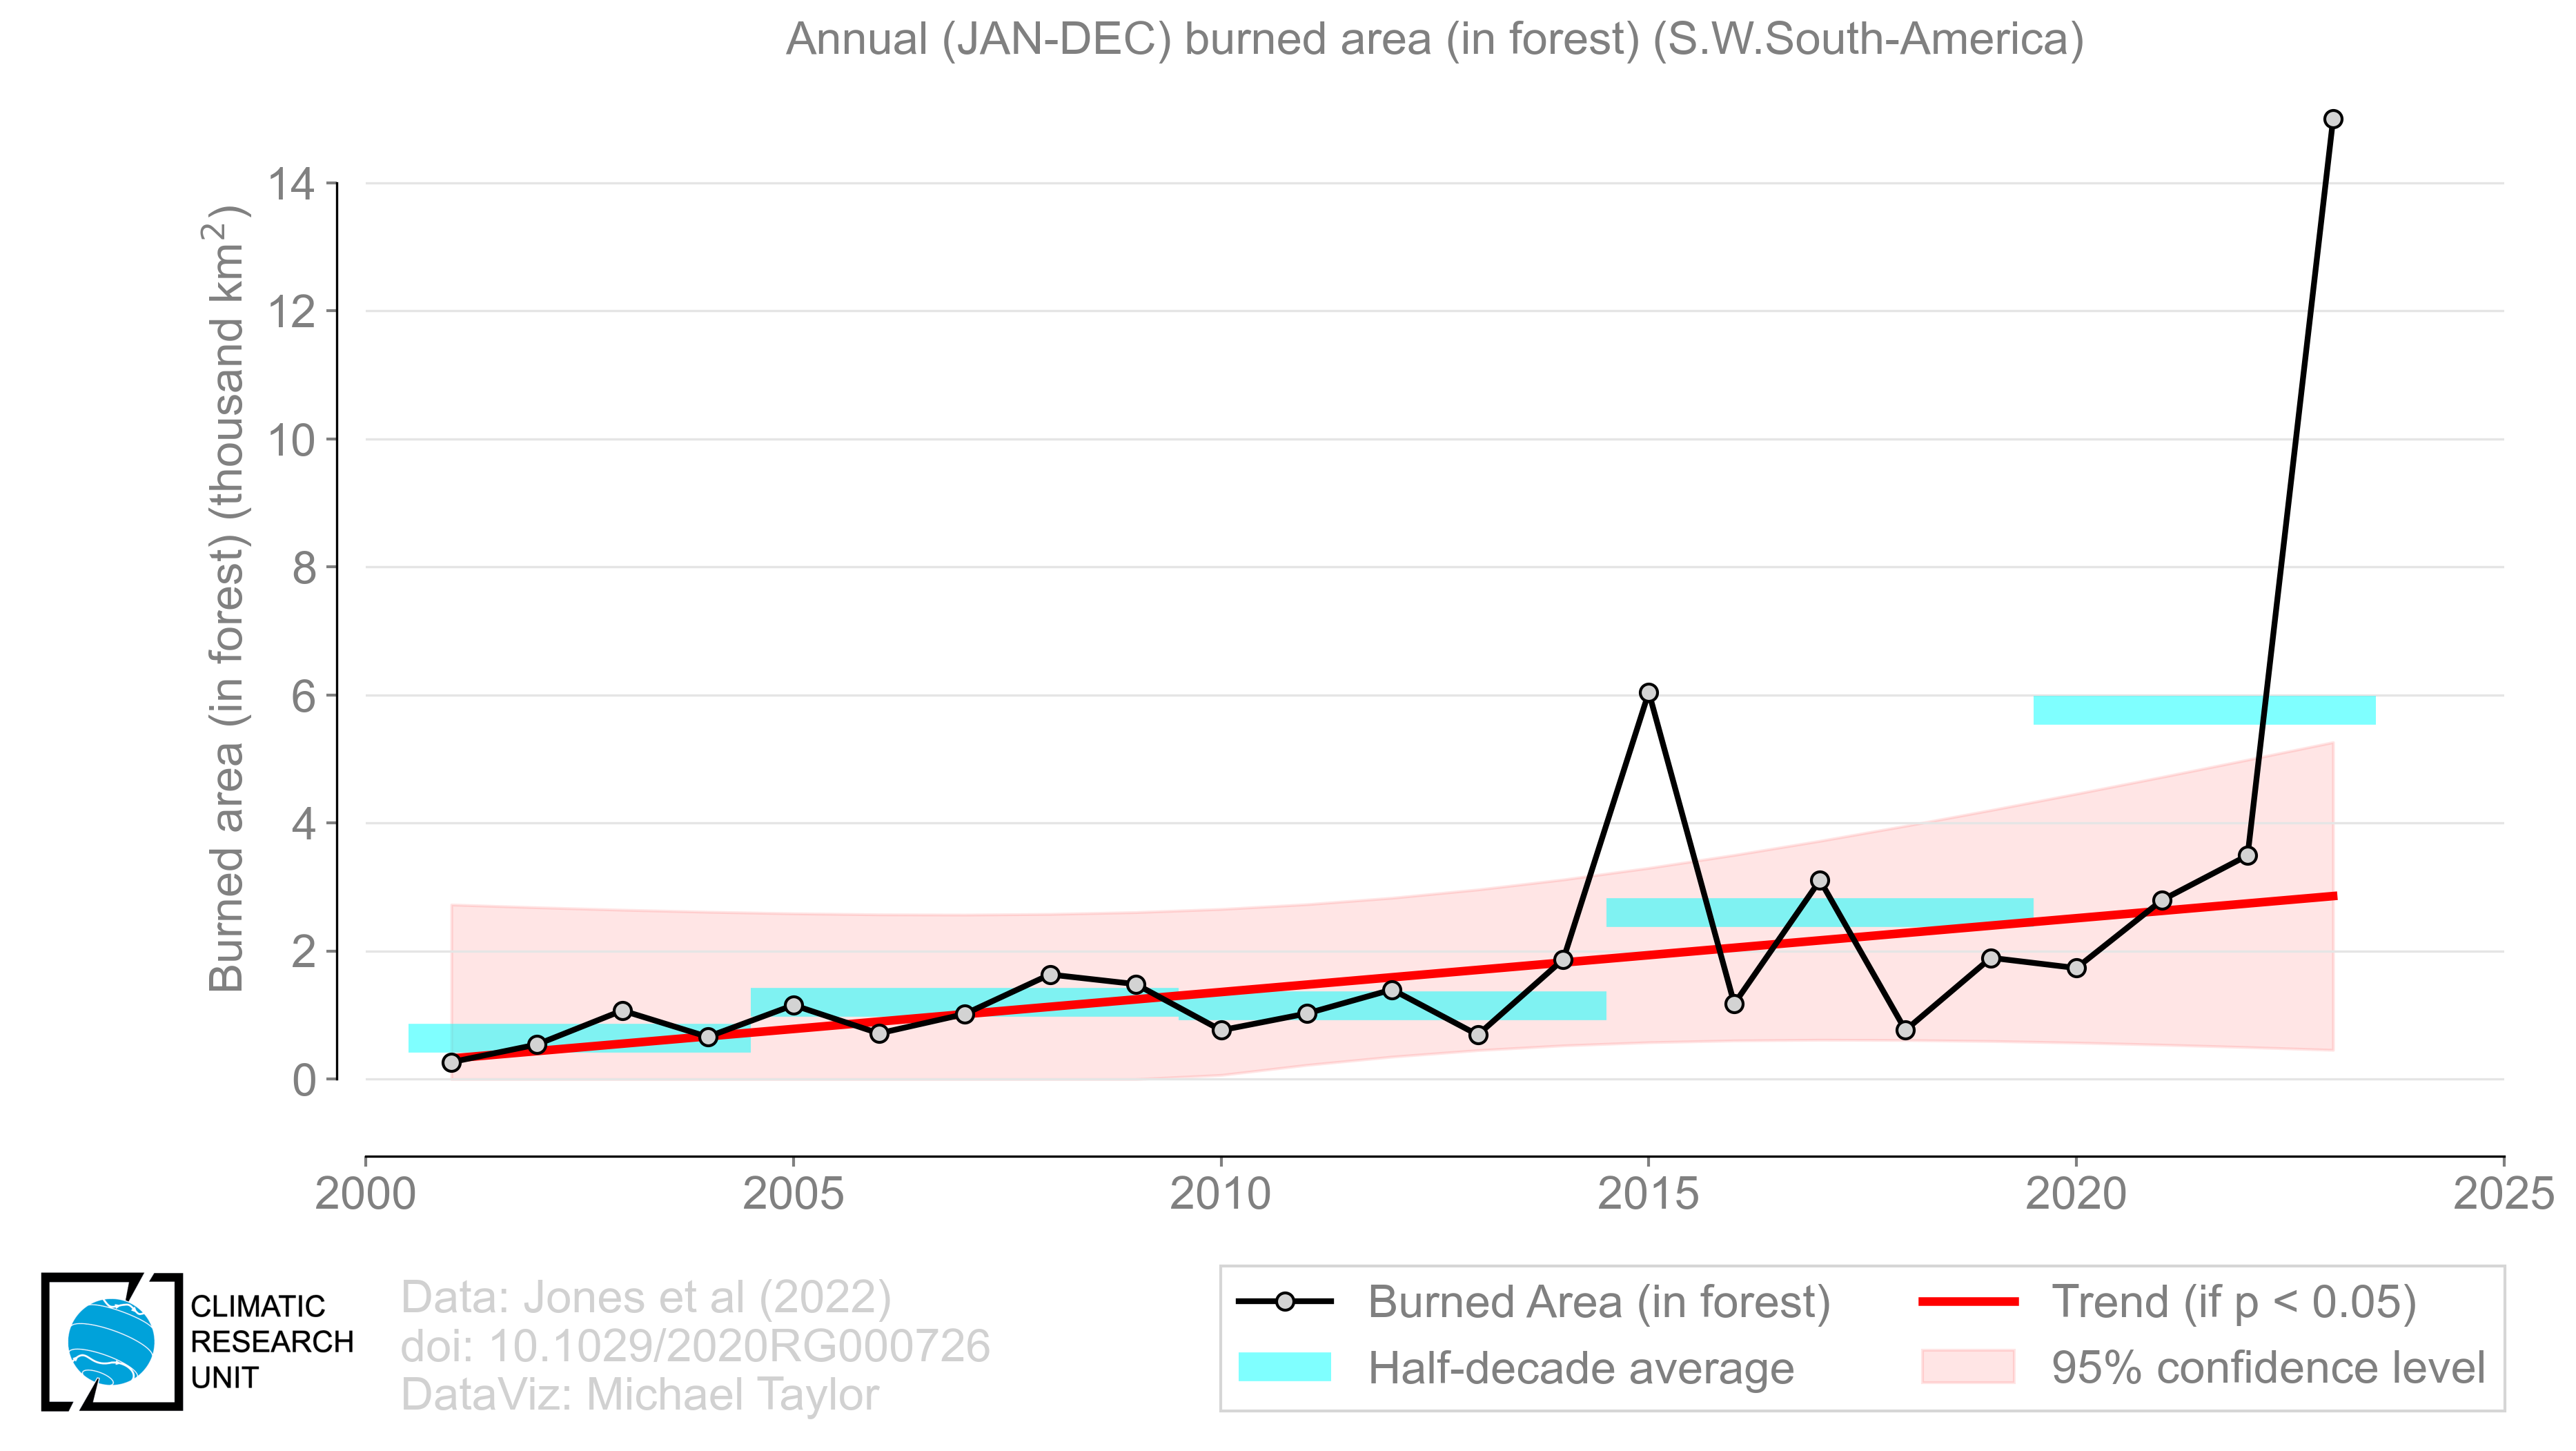 Annual (JAN-DEC) burned area (in forest) (S.W.South-America)
Burned area (in forest) (thousand km²)
14
12
10
8
6
4
2
0
2000 2005 2010 2015 2020 2025
CLIMATIC
RESEARCH
UNIT
Data: Jones et al (2022)
doi: 10.1029/2020RG000726
DataViz: Michael Taylor
Burned Area (in forest)
Half-decade average
Trend (if p < 0.05)
95% confidence level